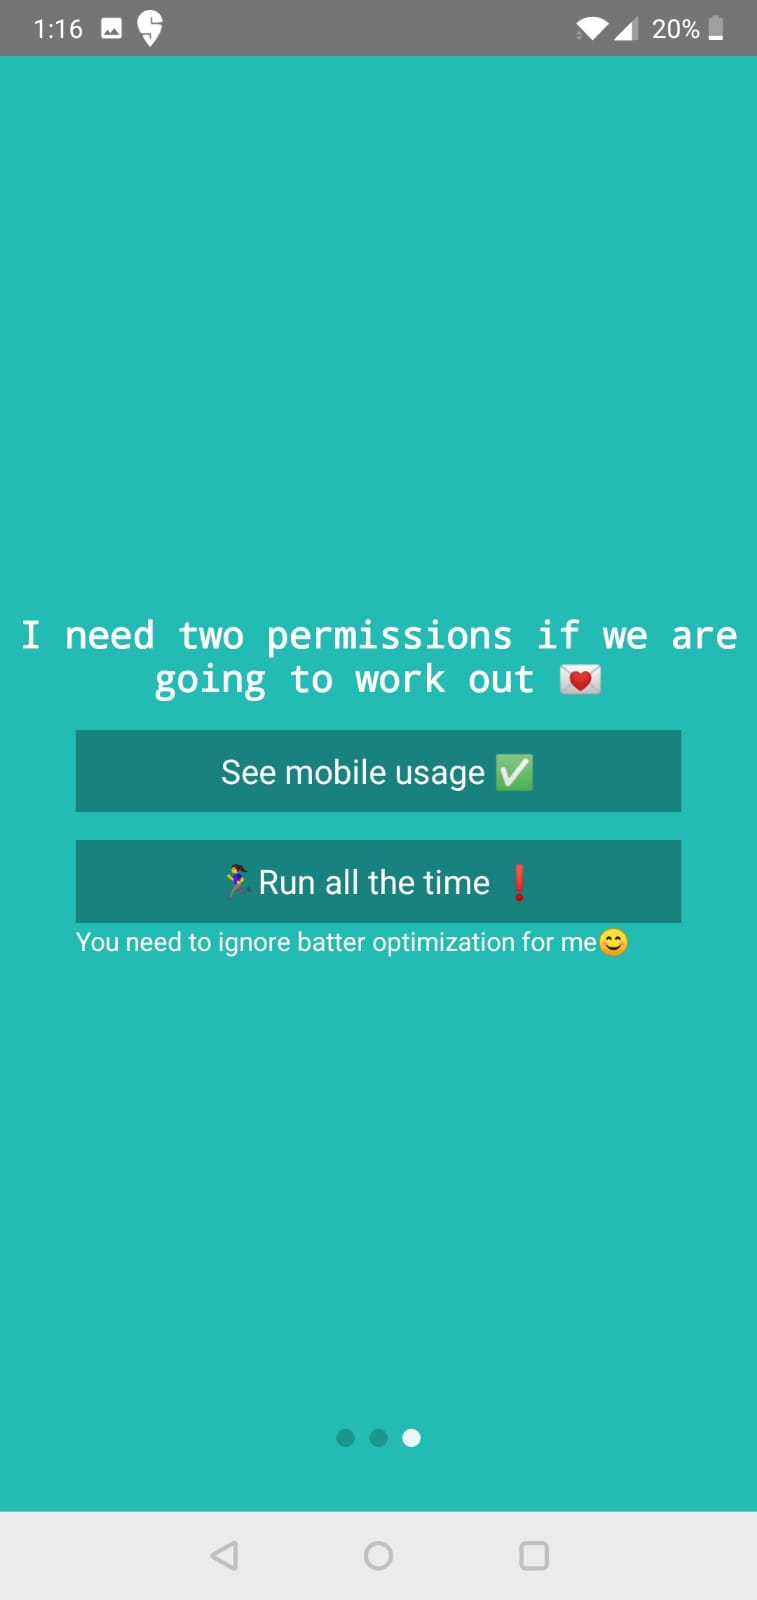 1:16 20%
I need two permissions if we are
going to work out 💌
See mobile usage ✅
🏃‍♀️Run all the time ❗
You need to ignore batter optimization for me😊